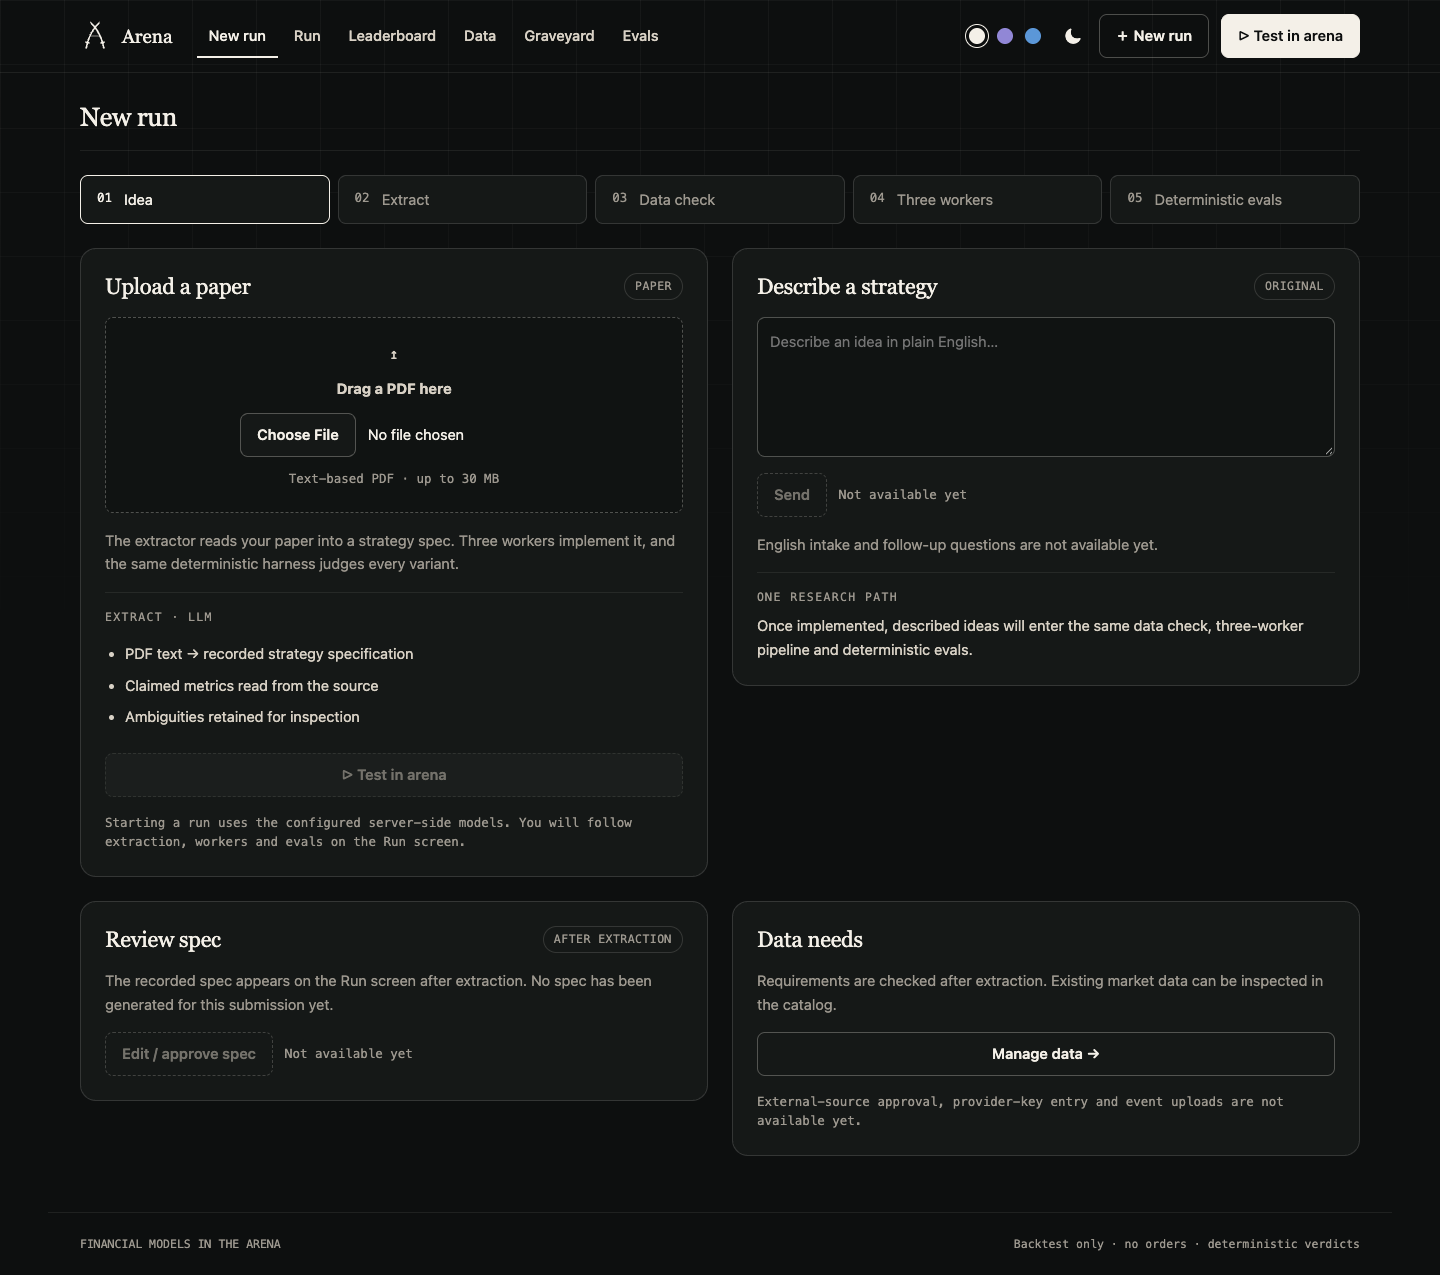 Arena
New run
Run
Leaderboard
Data
Graveyard
Evals
+ New run
Test in arena
New run
01 Idea
02 Extract
03 Data check
04 Three workers
05 Deterministic evals
Upload a paper
PAPER
Drag a PDF here
Choose File No file chosen
Text-based PDF · up to 30 MB
The extractor reads your paper into a strategy spec. Three workers implement it, and
the same deterministic harness judges every variant.
EXTRACT · LLM
• PDF text → recorded strategy specification
• Claimed metrics read from the source
• Ambiguities retained for inspection
Test in arena
Starting a run uses the configured server-side models. You will follow
extraction, workers and evals on the Run screen.
Describe a strategy
ORIGINAL
Describe an idea in plain English...
Send Not available yet
English intake and follow-up questions are not available yet.
ONE RESEARCH PATH
Once implemented, described ideas will enter the same data check, three-worker
pipeline and deterministic evals.
Review spec
AFTER EXTRACTION
The recorded spec appears on the Run screen after extraction. No spec has been
generated for this submission yet.
Edit / approve spec Not available yet
Data needs
Requirements are checked after extraction. Existing market data can be inspected in
the catalog.
Manage data →
External-source approval, provider-key entry and event uploads are not
available yet.
FINANCIAL MODELS IN THE ARENA
Backtest only · no orders · deterministic verdicts